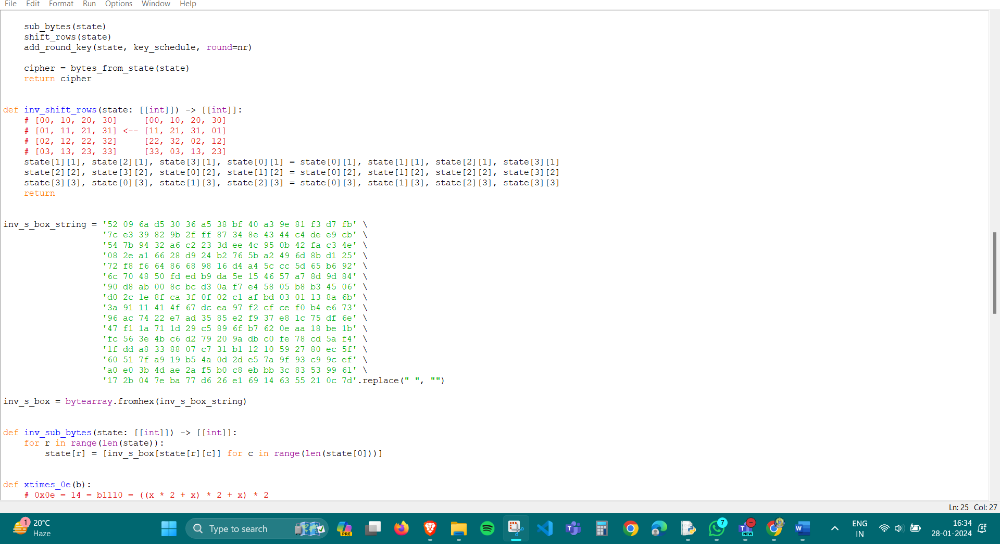 File Edit Format Run Options Window Help
    sub_bytes(state)
    shift_rows(state)
    add_round_key(state, key_schedule, round=nr)
    cipher = bytes_from_state(state)
    return cipher
def inv_shift_rows(state: [[int]]) -> [[int]]:
    # [00, 10, 20, 30]     [00, 10, 20, 30]
    # [01, 11, 21, 31] <-- [11, 21, 31, 01]
    # [02, 12, 22, 32]     [22, 32, 02, 12]
    # [03, 13, 23, 33]     [33, 03, 13, 23]
    state[1][1], state[2][1], state[3][1], state[0][1] = state[0][1], state[1][1], state[2][1], state[3][1]
    state[2][2], state[3][2], state[0][2], state[1][2] = state[0][2], state[1][2], state[2][2], state[3][2]
    state[3][3], state[0][3], state[1][3], state[2][3] = state[0][3], state[1][3], state[2][3], state[3][3]
    return
inv_s_box_string = '52 09 6a d5 30 36 a5 38 bf 40 a3 9e 81 f3 d7 fb' \
                   '7c e3 39 82 9b 2f ff 87 34 8e 43 44 c4 de e9 cb' \
                   '54 7b 94 32 a6 c2 23 3d ee 4c 95 0b 42 fa c3 4e' \
                   '08 2e a1 66 28 d9 24 b2 76 5b a2 49 6d 8b d1 25' \
                   '72 f8 f6 64 86 68 98 16 d4 a4 5c cc 5d 65 b6 92' \
                   '6c 70 48 50 fd ed b9 da 5e 15 46 57 a7 8d 9d 84' \
                   '90 d8 ab 00 8c bc d3 0a f7 e4 58 05 b8 b3 45 06' \
                   'd0 2c 1e 8f ca 3f 0f 02 c1 af bd 03 01 13 8a 6b' \
                   '3a 91 11 41 4f 67 dc ea 97 f2 cf ce f0 b4 e6 73' \
                   '96 ac 74 22 e7 ad 35 85 e2 f9 37 e8 1c 75 df 6e' \
                   '47 f1 1a 71 1d 29 c5 89 6f b7 62 0e aa 18 be 1b' \
                   'fc 56 3e 4b c6 d2 79 20 9a db c0 fe 78 cd 5a f4' \
                   '1f dd a8 33 88 07 c7 31 b1 12 10 59 27 80 ec 5f' \
                   '60 51 7f a9 19 b5 4a 0d 2d e5 7a 9f 93 c9 9c ef' \
                   'a0 e0 3b 4d ae 2a f5 b0 c8 eb bb 3c 83 53 99 61' \
                   '17 2b 04 7e ba 77 d6 26 e1 69 14 63 55 21 0c 7d'.replace(" ", "")
inv_s_box = bytearray.fromhex(inv_s_box_string)
def inv_sub_bytes(state: [[int]]) -> [[int]]:
    for r in range(len(state)):
        state[r] = [inv_s_box[state[r][c]] for c in range(len(state[0]))]
def xtimes_0e(b):
    # 0x0e = 14 = b1110 = ((x * 2 + x) * 2 + x) * 2
Ln: 25 Col: 27
1
20°C
Haze
Type to search
PRE
7
NEW
W
ENG
IN
16:34
28-01-2024